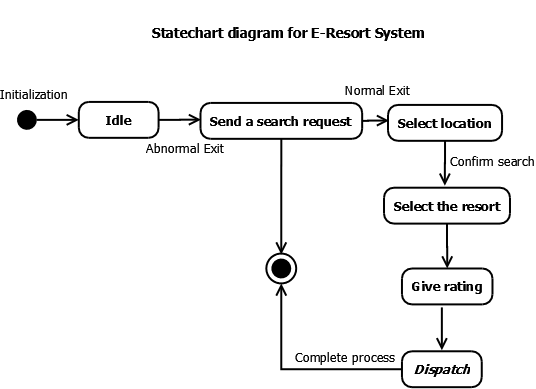 Statechart diagram for E-Resort System
Normal Exit
Initialization
Idle
Send a search request
Select location
Abnormal Exit
Confirm search
Select the resort
Give rating
Complete process
Dispatch